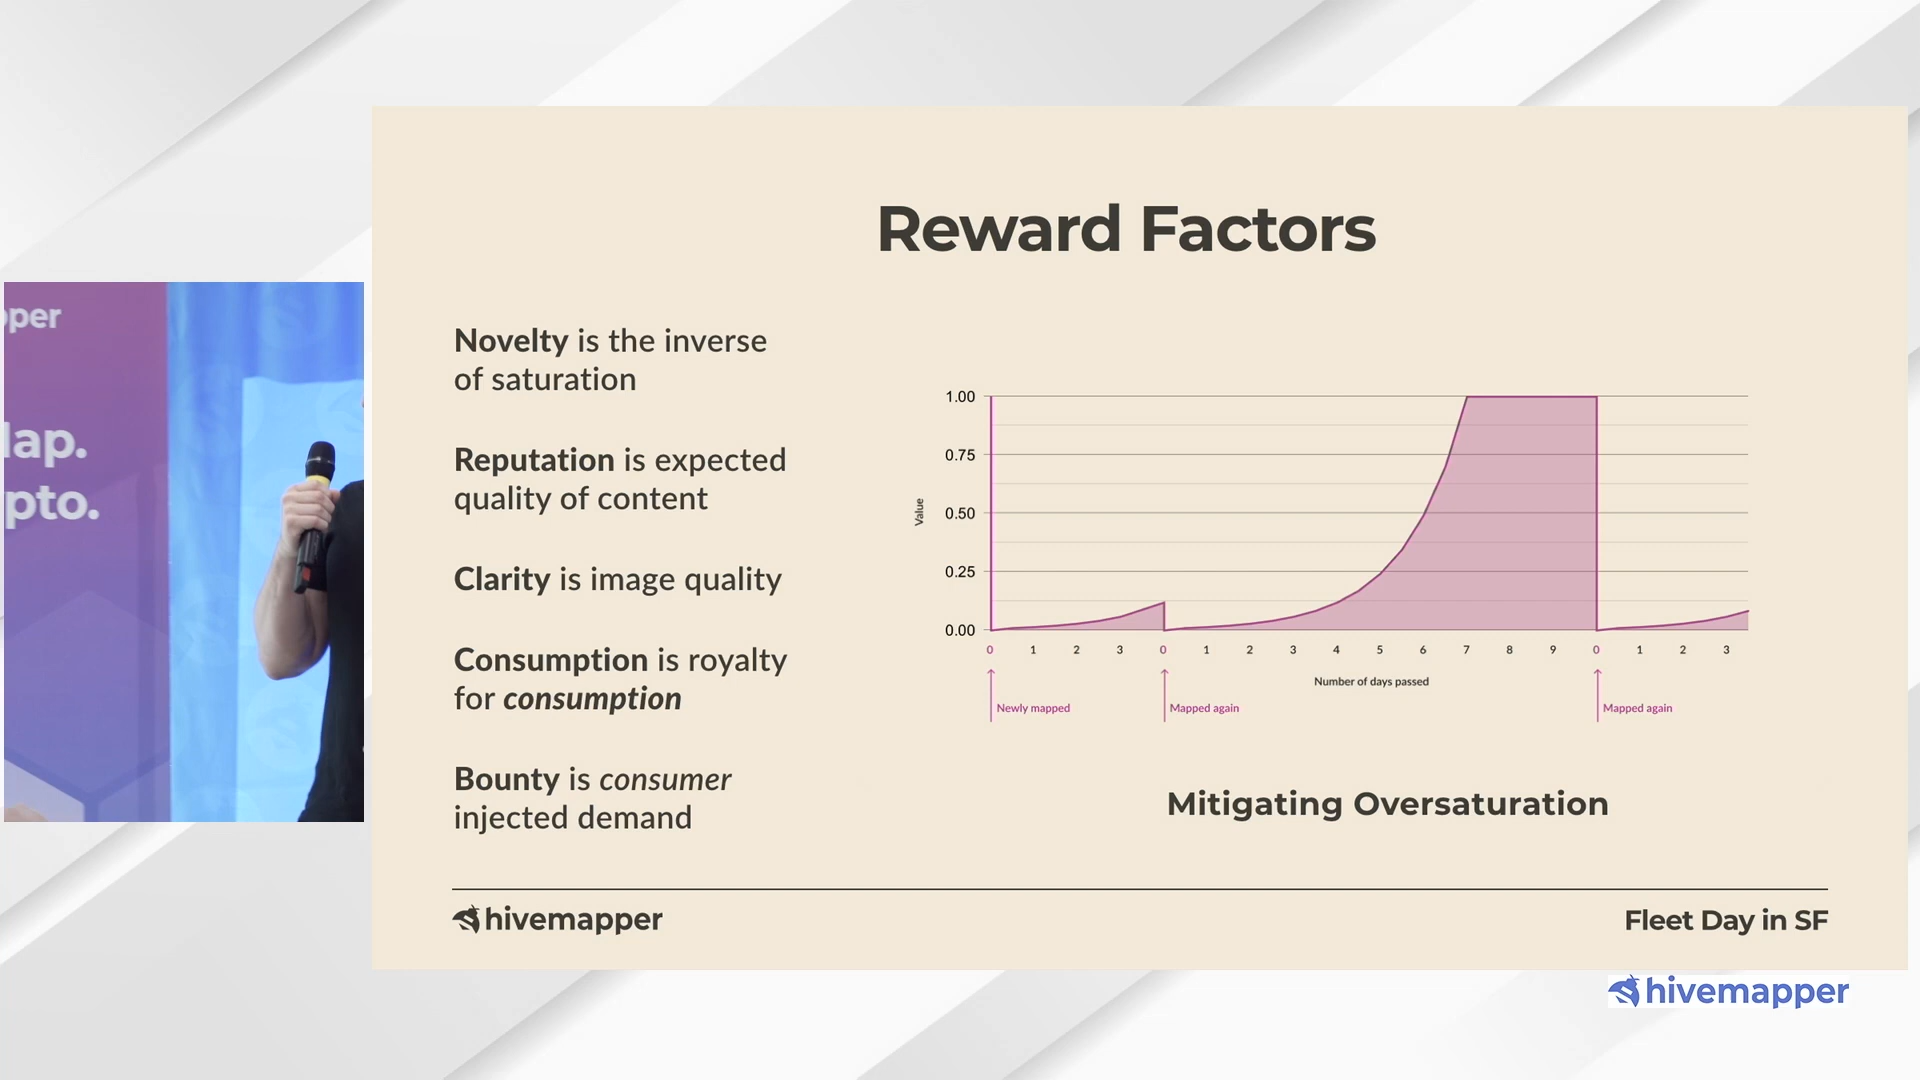 Reward Factors
pper
lap.
pto.
Novelty is the inverse
of saturation
Reputation is expected
quality of content
Clarity is image quality
Consumption is royalty
for consumption
Bounty is consumer
injected demand
1.00
0.75
0.50
0.25
0.00
Value
0 1 2 3 0 1 2 3 4 5 6 7 8 9 0 1 2 3
Number of days passed
Newly mapped
Mapped again
Mapped again
Mitigating Oversaturation
hivemapper
Fleet Day in SF
hivemapper